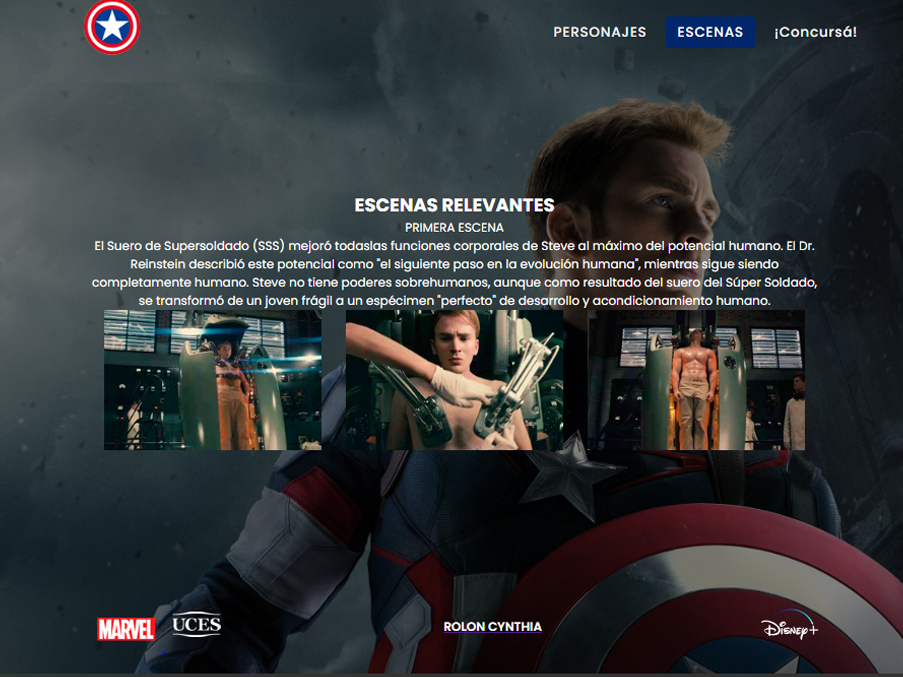 PERSONAJES ESCENAS ¡Concursá!
ESCENAS RELEVANTES
PRIMERA ESCENA
El Suero de Supersoldado (SSS) mejoró todaslas funciones corporales de Steve al máximo del potencial humano. El Dr.
Reinstein describió este potencial como "el siguiente paso en la evolución humana", mientras sigue siendo
completamente humano. Steve no tiene poderes sobrehumanos, aunque como resultado del suero del Súper Soldado,
se transformó de un joven frágil a un espécimen "perfecto" de desarrollo y acondicionamiento humano.
MARVEL UCES ROLON CYNTHIA Disney+